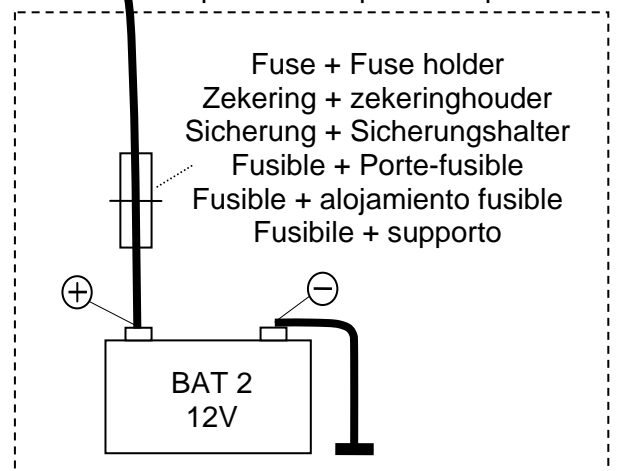 Fuse + Fuse holder
Zekering + zekeringhouder
Sicherung + Sicherungshalter
Fusible + Porte-fusible
Fusible + alojamiento fusible
Fusibile + supporto
+
−
BAT 2
12V